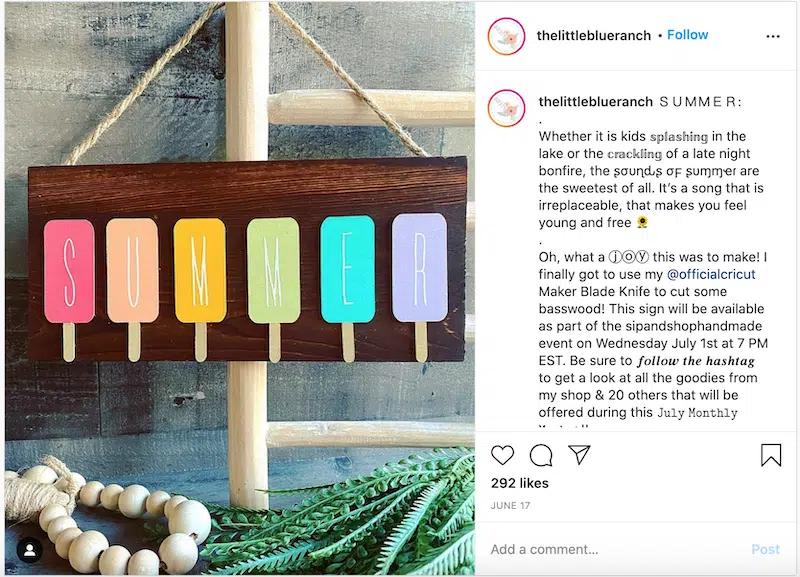 SUMMER
thelittleblueranch • Follow
thelittleblueranch S U M M E R :
.
Whether it is kids 𝕤𝕡𝕝𝕒𝕤𝕙𝕚𝕟𝕘 in the
lake or the 𝕔𝕣𝕒𝕔𝕜𝕝𝕚𝕟𝕘 of a late night
bonfire, the ʂσυɳԃʂ σϝ ʂυɱɱҽɾ are
the sweetest of all. It's a song that is
irreplaceable, that makes you feel
young and free 🌻
.
Oh, what a ⓙⓞⓨ this was to make! I
finally got to use my @officialcricut
Maker Blade Knife to cut some
basswood! This sign will be available
as part of the sipandshophandmade
event on Wednesday July 1st at 7 PM
EST. Be sure to 𝒇𝒐𝒍𝒍𝒐𝒘 𝒕𝒉𝒆 𝒉𝒂𝒔𝒉𝒕𝒂𝒈
to get a look at all the goodies from
my shop & 20 others that will be
offered during this 𝙹𝚞𝚕𝚢 𝙼𝚘𝚗𝚝𝚑𝚕𝚢
292 likes
JUNE 17
Add a comment...
Post